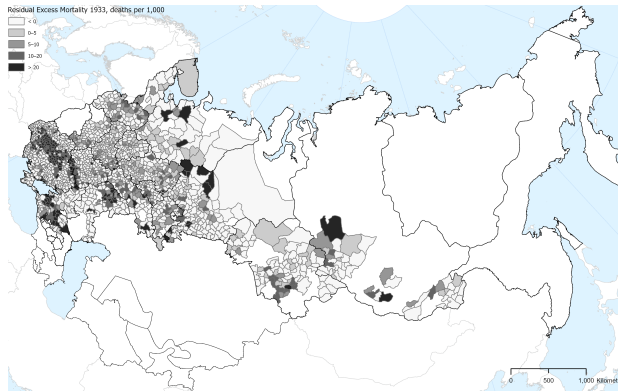 Residual Excess Mortality 1933, deaths per 1,000
< 0
0–5
5–10
10–20
> 20
0 500 1,000 Kilomet